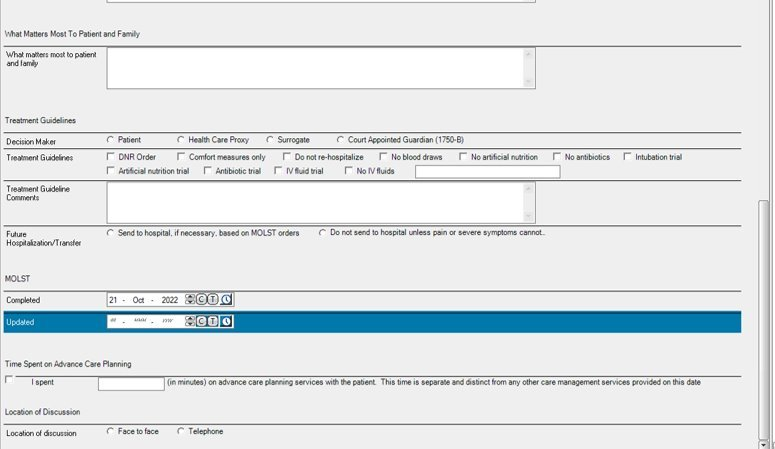 What Matters Most To Patient and Family
What matters most to patient and family
Treatment Guidelines
Decision Maker Patient Health Care Proxy Surrogate Court Appointed Guardian (1750-B)
Treatment Guidelines DNR Order Comfort measures only Do not re-hospitalize No blood draws No artificial nutrition No antibiotics Intubation trial
Artificial nutrition trial Antibiotic trial IV fluid trial No IV fluids
Treatment Guideline Comments
Future Hospitalization/Transfer Send to hospital, if necessary, based on MOLST orders Do not send to hospital unless pain or severe symptoms cannot..
MOLST
Completed 21 - Oct - 2022 C T
Updated - - C T
Time Spent on Advance Care Planning
I spent (in minutes) on advance care planning services with the patient. This time is separate and distinct from any other care management services provided on this date
Location of Discussion
Location of discussion Face to face Telephone